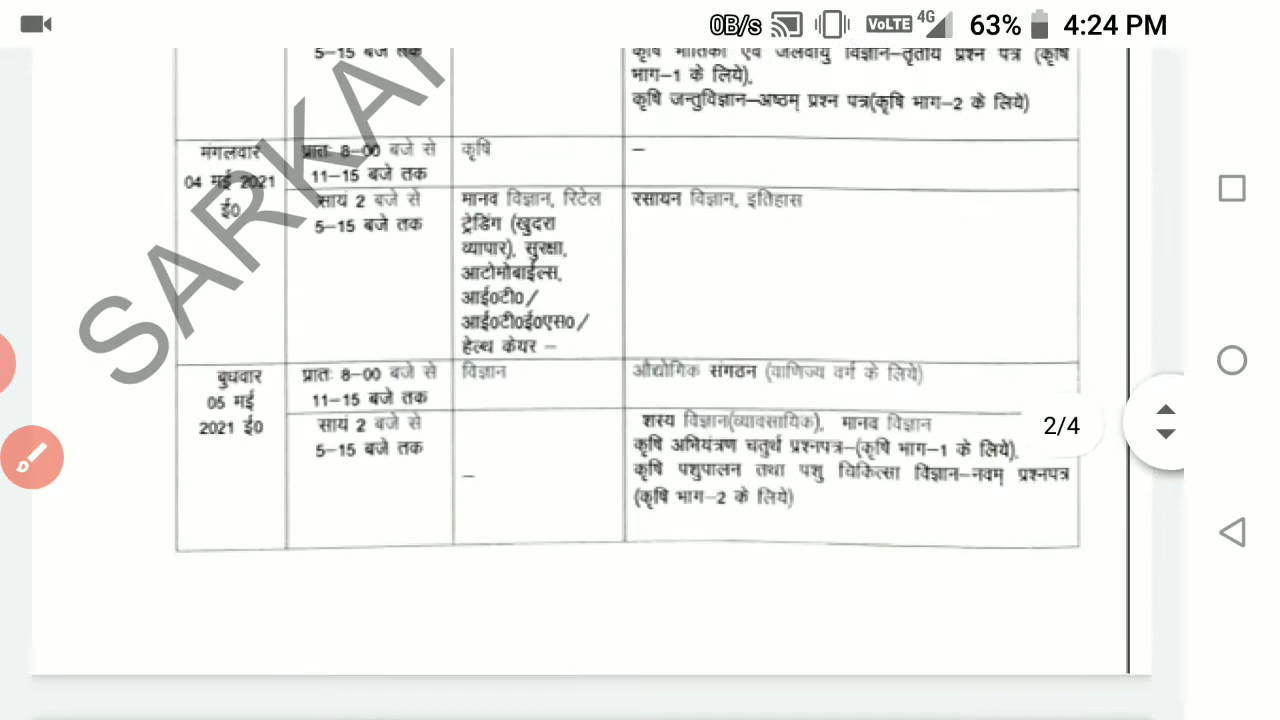 0B/s VoLTE 4G 63% 4:24 PM
5–15 बजे तक
कृषि भौतिकी एवं जलवायु विज्ञान–तृतीय प्रश्न पत्र (कृषि
भाग–1 के लिये),
कृषि जन्तुविज्ञान–अष्ठम् प्रश्न पत्र(कृषि भाग–2 के लिये)
मंगलवार
04 मई 2021
ई0
प्रातः 8–00 बजे से
11–15 बजे तक
कृषि
–
सायं 2 बजे से
5–15 बजे तक
मानव विज्ञान, रिटेल
ट्रेडिंग (खुदरा
व्यापार), सुरक्षा,
आटोमोबाईल्स,
आई0टी0/
आई0टी0ई0एस0/
हेल्थ केयर –
रसायन विज्ञान, इतिहास
बुधवार
05 मई
2021 ई0
प्रातः 8–00 बजे से
11–15 बजे तक
विज्ञान
औद्योगिक संगठन (वाणिज्य वर्ग के लिये)
सायं 2 बजे से
5–15 बजे तक
–
शस्य विज्ञान(व्यावसायिक), मानव विज्ञान
कृषि अभियंत्रण चतुर्थ प्रश्नपत्र–(कृषि भाग–1 के लिये),
कृषि पशुपालन तथा पशु चिकित्सा विज्ञान–नवम् प्रश्नपत्र
(कृषि भाग–2 के लिये)
2/4
SARKAR